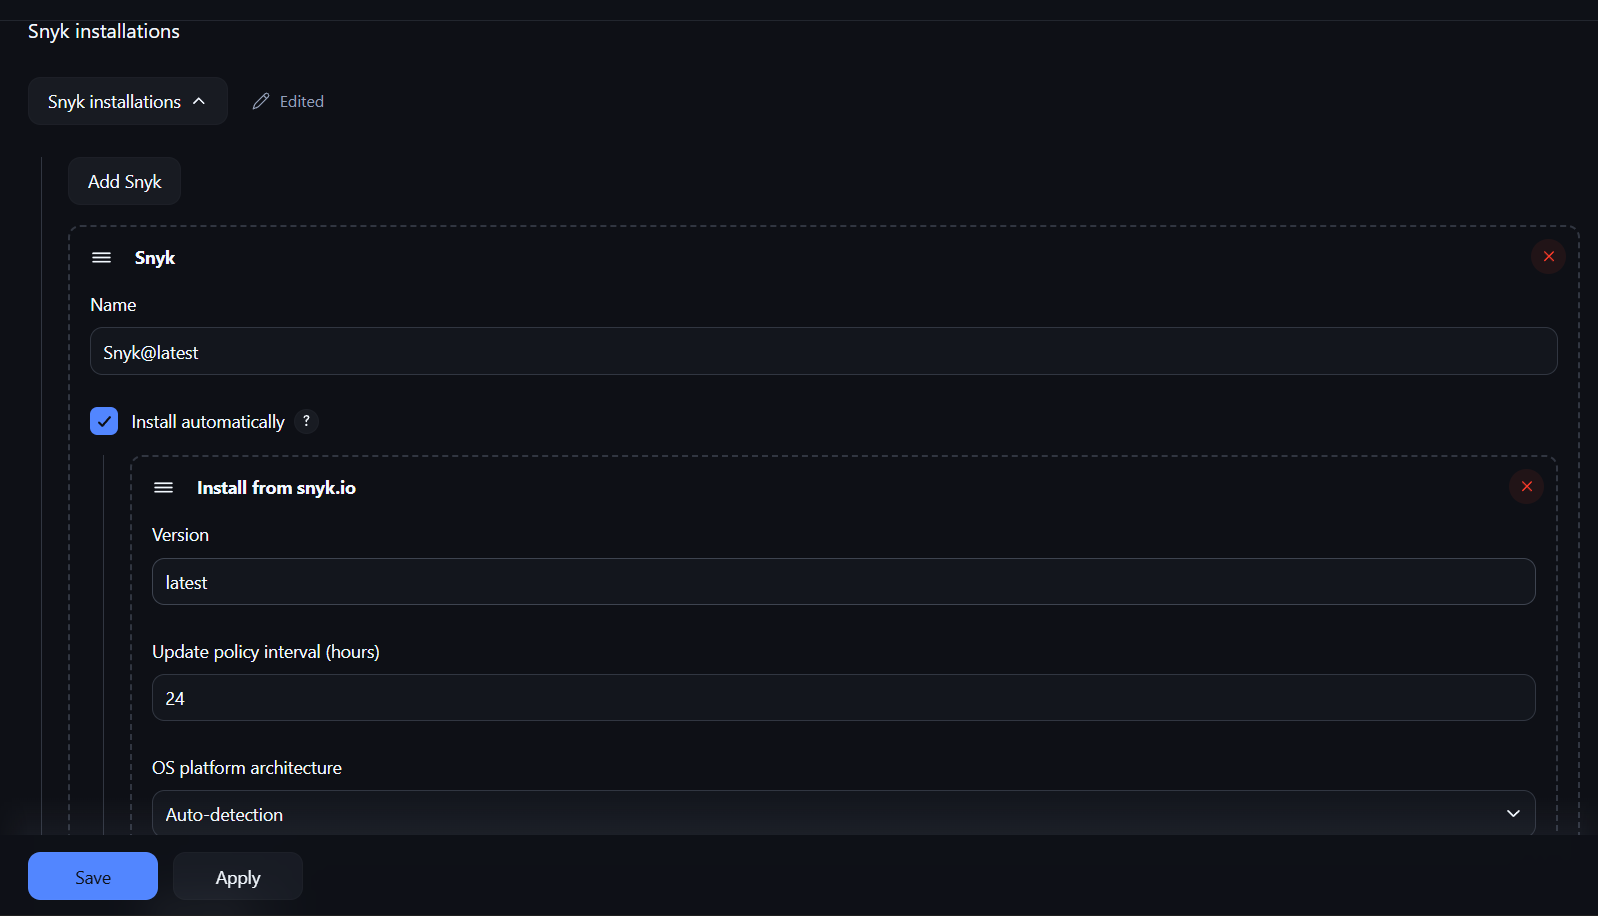 Snyk installations
Snyk installations
Edited
Add Snyk
Snyk
Name
Snyk@latest
Install automatically ?
Install from snyk.io
Version
latest
Update policy interval (hours)
24
OS platform architecture
Auto-detection
Save
Apply